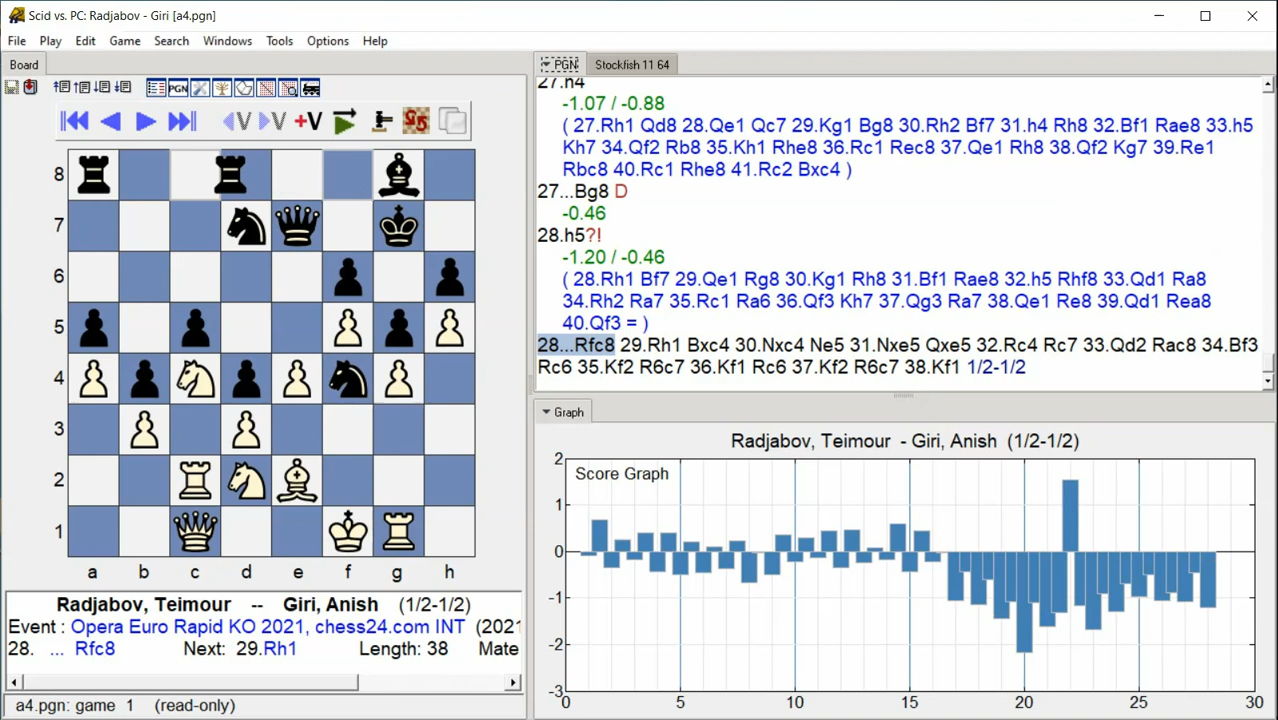 Scid vs. PC: Radjabov - Giri [a4.pgn]
File Play Edit Game Search Windows Tools Options Help
Board
PGN
V V +V
8
7
6
5
4
3
2
1
a b c d e f g h
Radjabov, Teimour -- Giri, Anish (1/2-1/2)
Event : Opera Euro Rapid KO 2021, chess24.com INT (2021
28. ... Rfc8 Next: 29.Rh1 Length: 38 Mate
a4.pgn: game 1 (read-only)
PGN Stockfish 11 64
27.h4
-1.07 / -0.88
( 27.Rh1 Qd8 28.Qe1 Qc7 29.Kg1 Bg8 30.Rh2 Bf7 31.h4 Rh8 32.Bf1 Rae8 33.h5
Kh7 34.Qf2 Rb8 35.Kh1 Rhe8 36.Rc1 Rec8 37.Qe1 Rh8 38.Qf2 Kg7 39.Re1
Rbc8 40.Rc1 Rhe8 41.Rc2 Bxc4 )
27...Bg8 D
-0.46
28.h5?!
-1.20 / -0.46
( 28.Rh1 Bf7 29.Qe1 Rg8 30.Kg1 Rh8 31.Bf1 Rae8 32.h5 Rhf8 33.Qd1 Ra8
34.Rh2 Ra7 35.Rc1 Ra6 36.Qf3 Kh7 37.Qg3 Ra7 38.Qe1 Re8 39.Qd1 Rea8
40.Qf3 = )
28...Rfc8 29.Rh1 Bxc4 30.Nxc4 Ne5 31.Nxe5 Qxe5 32.Rc4 Rc7 33.Qd2 Rac8 34.Bf3
Rc6 35.Kf2 R6c7 36.Kf1 Rc6 37.Kf2 R6c7 38.Kf1 1/2-1/2
Graph
Radjabov, Teimour - Giri, Anish (1/2-1/2)
Score Graph
2
1
0
-1
-2
-3
0 5 10 15 20 25 30